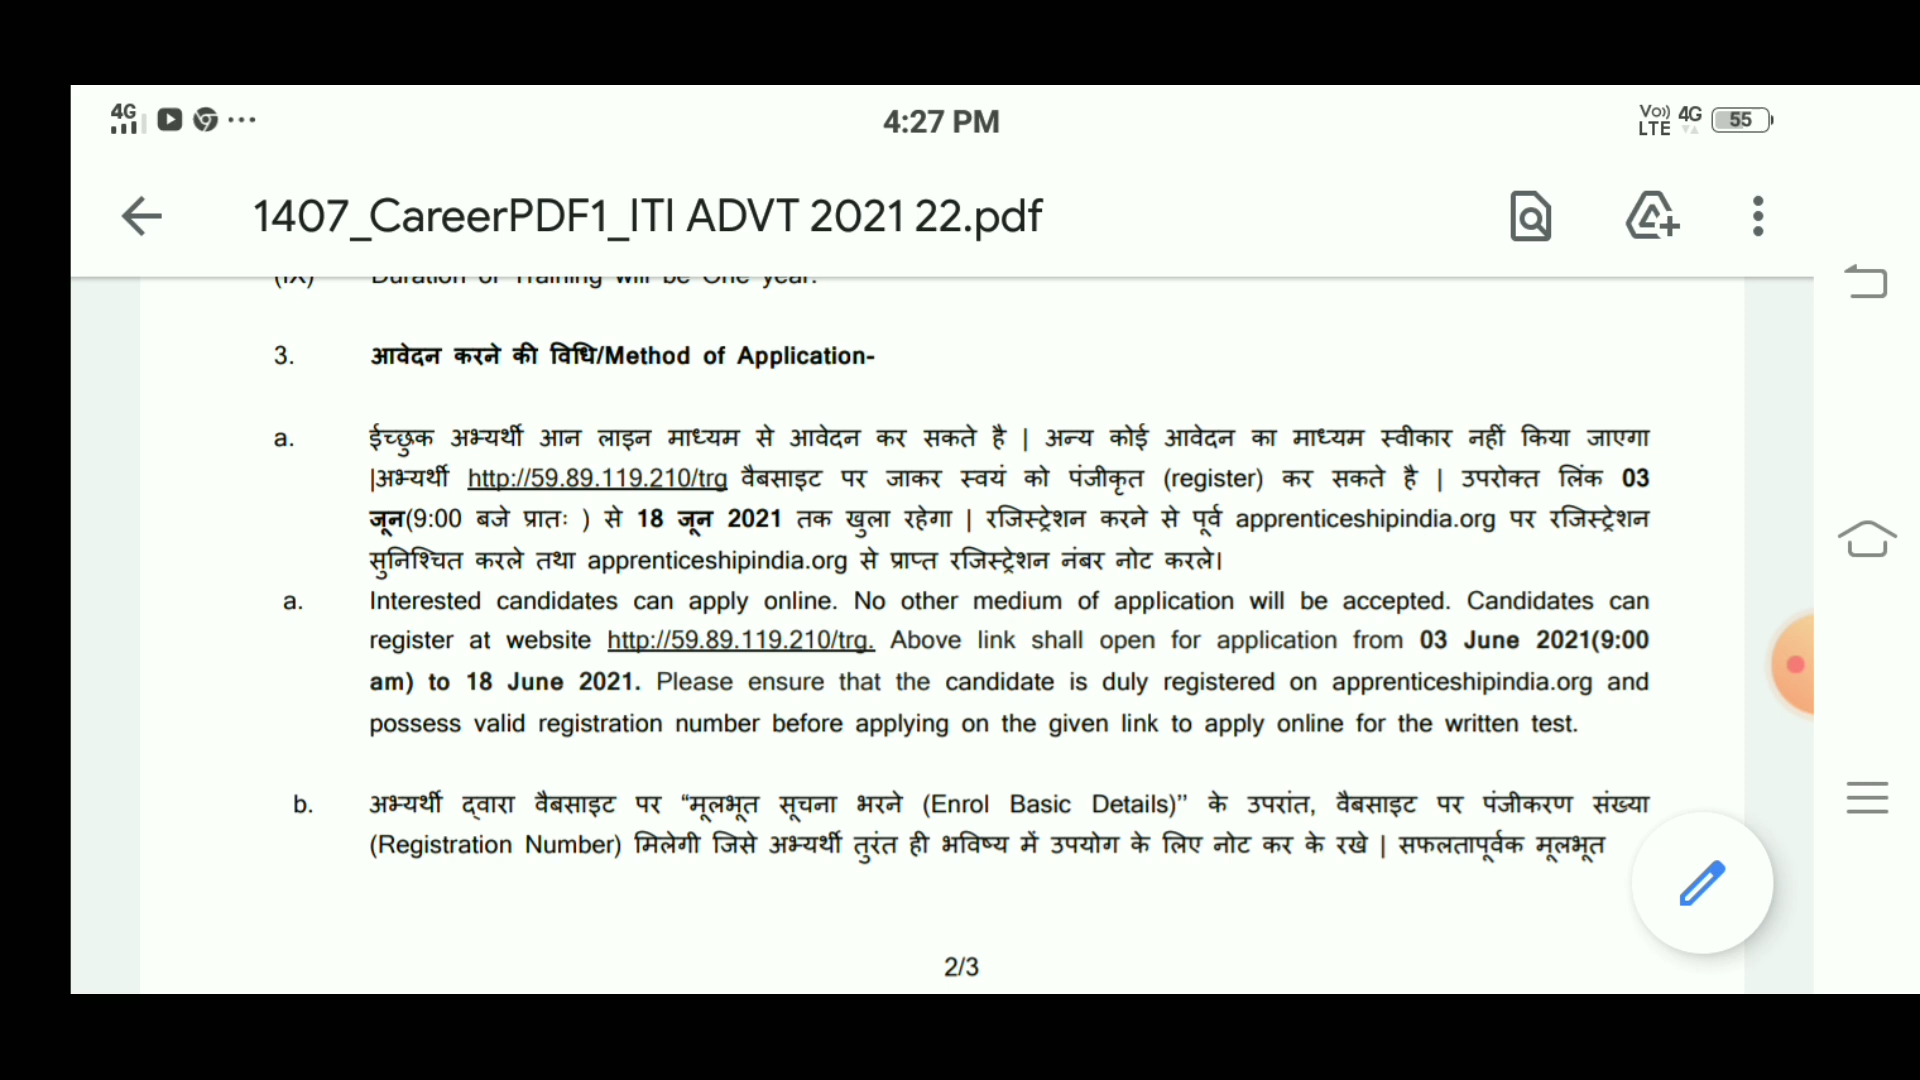 4G
4:27 PM
Vo)) LTE 4G 55
1407_CareerPDF1_ITI ADVT 2021 22.pdf
(IX) Duration of Training will be One year.
3. आवेदन करने की विधि/Method of Application-
a. ईच्छुक अभ्यर्थी आन लाइन माध्यम से आवेदन कर सकते है | अन्य कोई आवेदन का माध्यम स्वीकार नहीं किया जाएगा
|अभ्यर्थी http://59.89.119.210/trg वैबसाइट पर जाकर स्वयं को पंजीकृत (register) कर सकते है | उपरोक्त लिंक 03
जून(9:00 बजे प्रातः ) से 18 जून 2021 तक खुला रहेगा | रजिस्ट्रेशन करने से पूर्व apprenticeshipindia.org पर रजिस्ट्रेशन
सुनिश्चित करले तथा apprenticeshipindia.org से प्राप्त रजिस्ट्रेशन नंबर नोट करले।
a. Interested candidates can apply online. No other medium of application will be accepted. Candidates can
register at website http://59.89.119.210/trg. Above link shall open for application from 03 June 2021(9:00
am) to 18 June 2021. Please ensure that the candidate is duly registered on apprenticeshipindia.org and
possess valid registration number before applying on the given link to apply online for the written test.
b. अभ्यर्थी द्वारा वैबसाइट पर “मूलभूत सूचना भरने (Enrol Basic Details)’’ के उपरांत, वैबसाइट पर पंजीकरण संख्या
(Registration Number) मिलेगी जिसे अभ्यर्थी तुरंत ही भविष्य में उपयोग के लिए नोट कर के रखे | सफलतापूर्वक मूलभूत
2/3